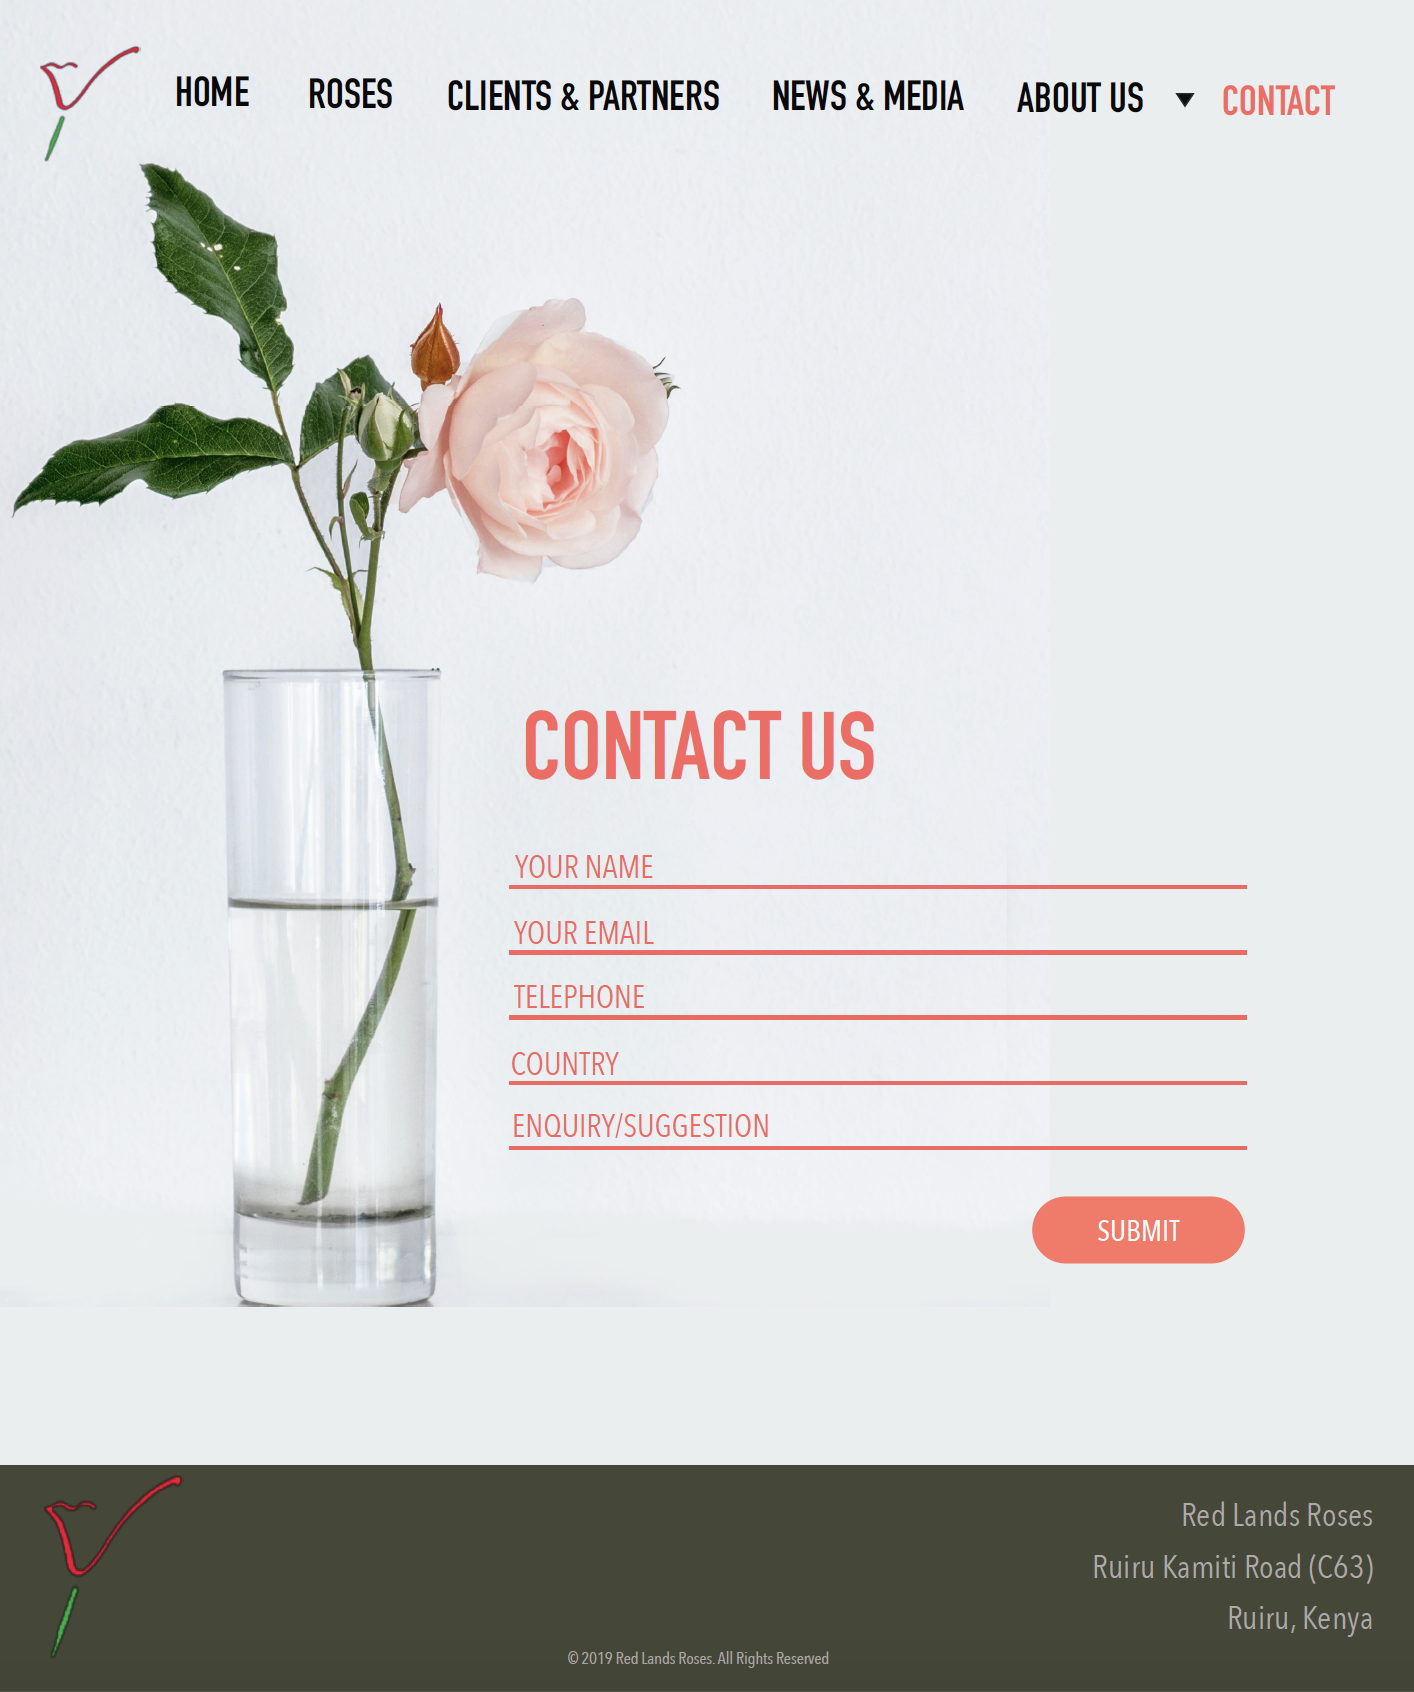 HOME ROSES CLIENTS & PARTNERS NEWS & MEDIA ABOUT US CONTACT
CONTACT US
YOUR NAME
YOUR EMAIL
TELEPHONE
COUNTRY
ENQUIRY/SUGGESTION
SUBMIT
Red Lands Roses
Ruiru Kamiti Road (C63)
Ruiru, Kenya
© 2019 Red Lands Roses. All Rights Reserved